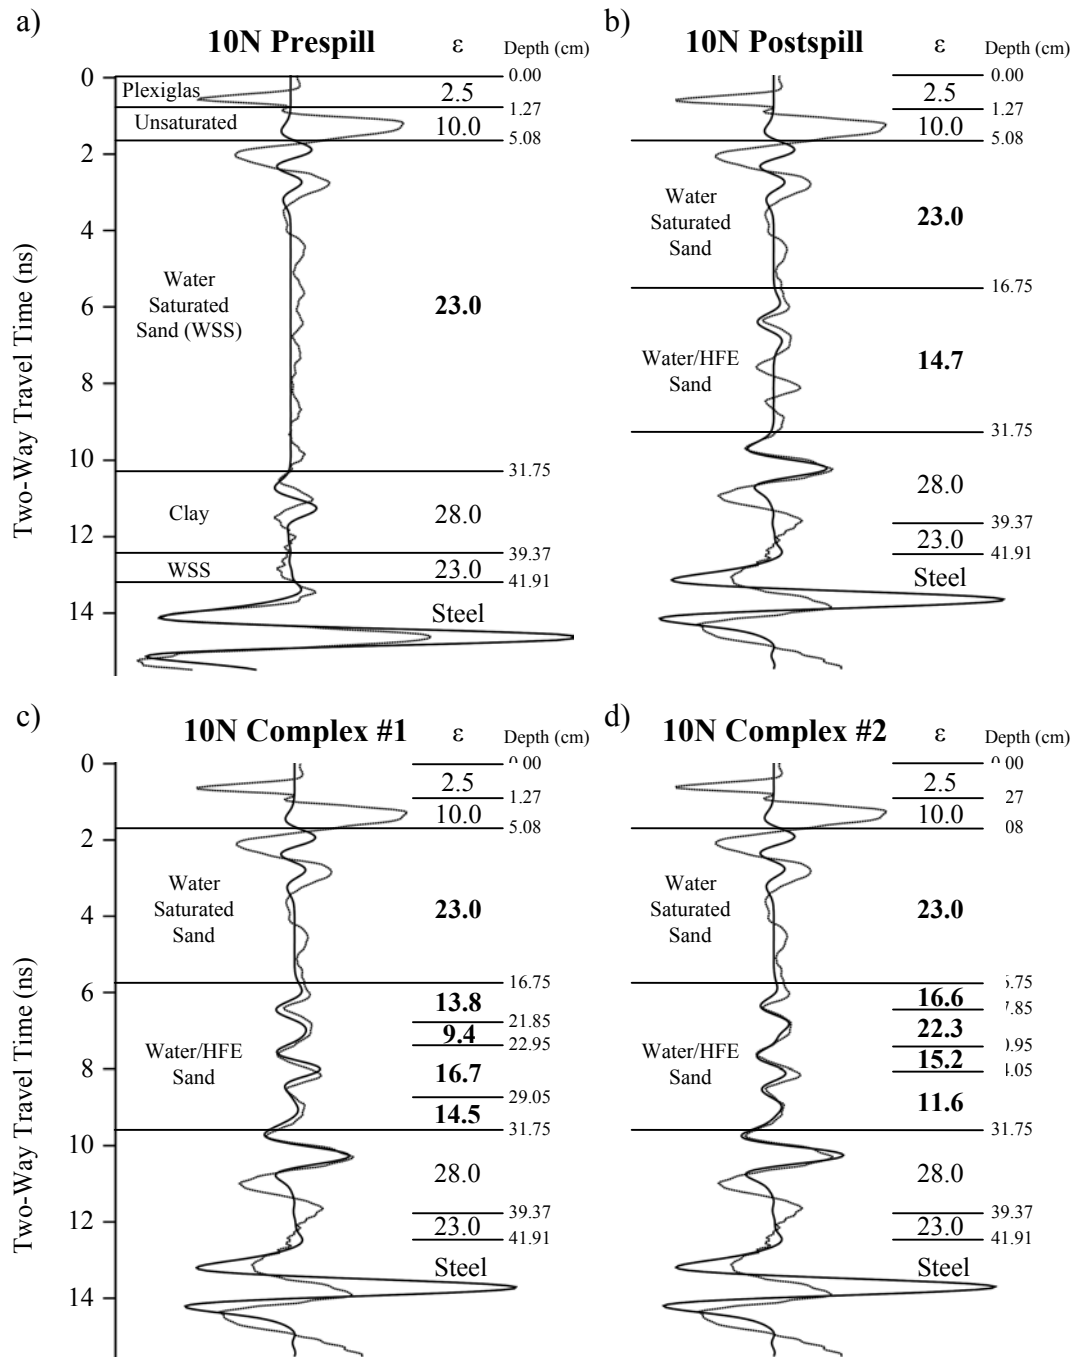 a)
10N Prespill ε Depth (cm)
0 0.00
Plexiglas 2.5
1.27
Unsaturated 10.0
5.08
2
4
Water
Saturated
Sand (WSS)
23.0
6
8
10
31.75
Clay 28.0
12
39.37
WSS 23.0
41.91
Steel
14
Two-Way Travel Time (ns)
b)
10N Postspill ε Depth (cm)
0.00
2.5
1.27
10.0
5.08
Water
Saturated
Sand
23.0
16.75
Water/HFE
Sand
14.7
31.75
28.0
39.37
23.0
41.91
Steel
c)
10N Complex #1 ε Depth (cm)
0 00
2.5
1.27
10.0
5.08
2
Water
Saturated
Sand
23.0
4
16.75
6
13.8
21.85
9.4
22.95
Water/HFE
Sand
16.7
8
29.05
14.5
31.75
10
28.0
39.37
12
23.0
41.91
Steel
14
Two-Way Travel Time (ns)
d)
10N Complex #2 ε Depth (cm)
00
2.5
27
10.0
08
Water
Saturated
Sand
23.0
.75
16.6
.85
22.3
.95
Water/HFE
Sand
15.2
.05
11.6
31.75
28.0
39.37
23.0
41.91
Steel